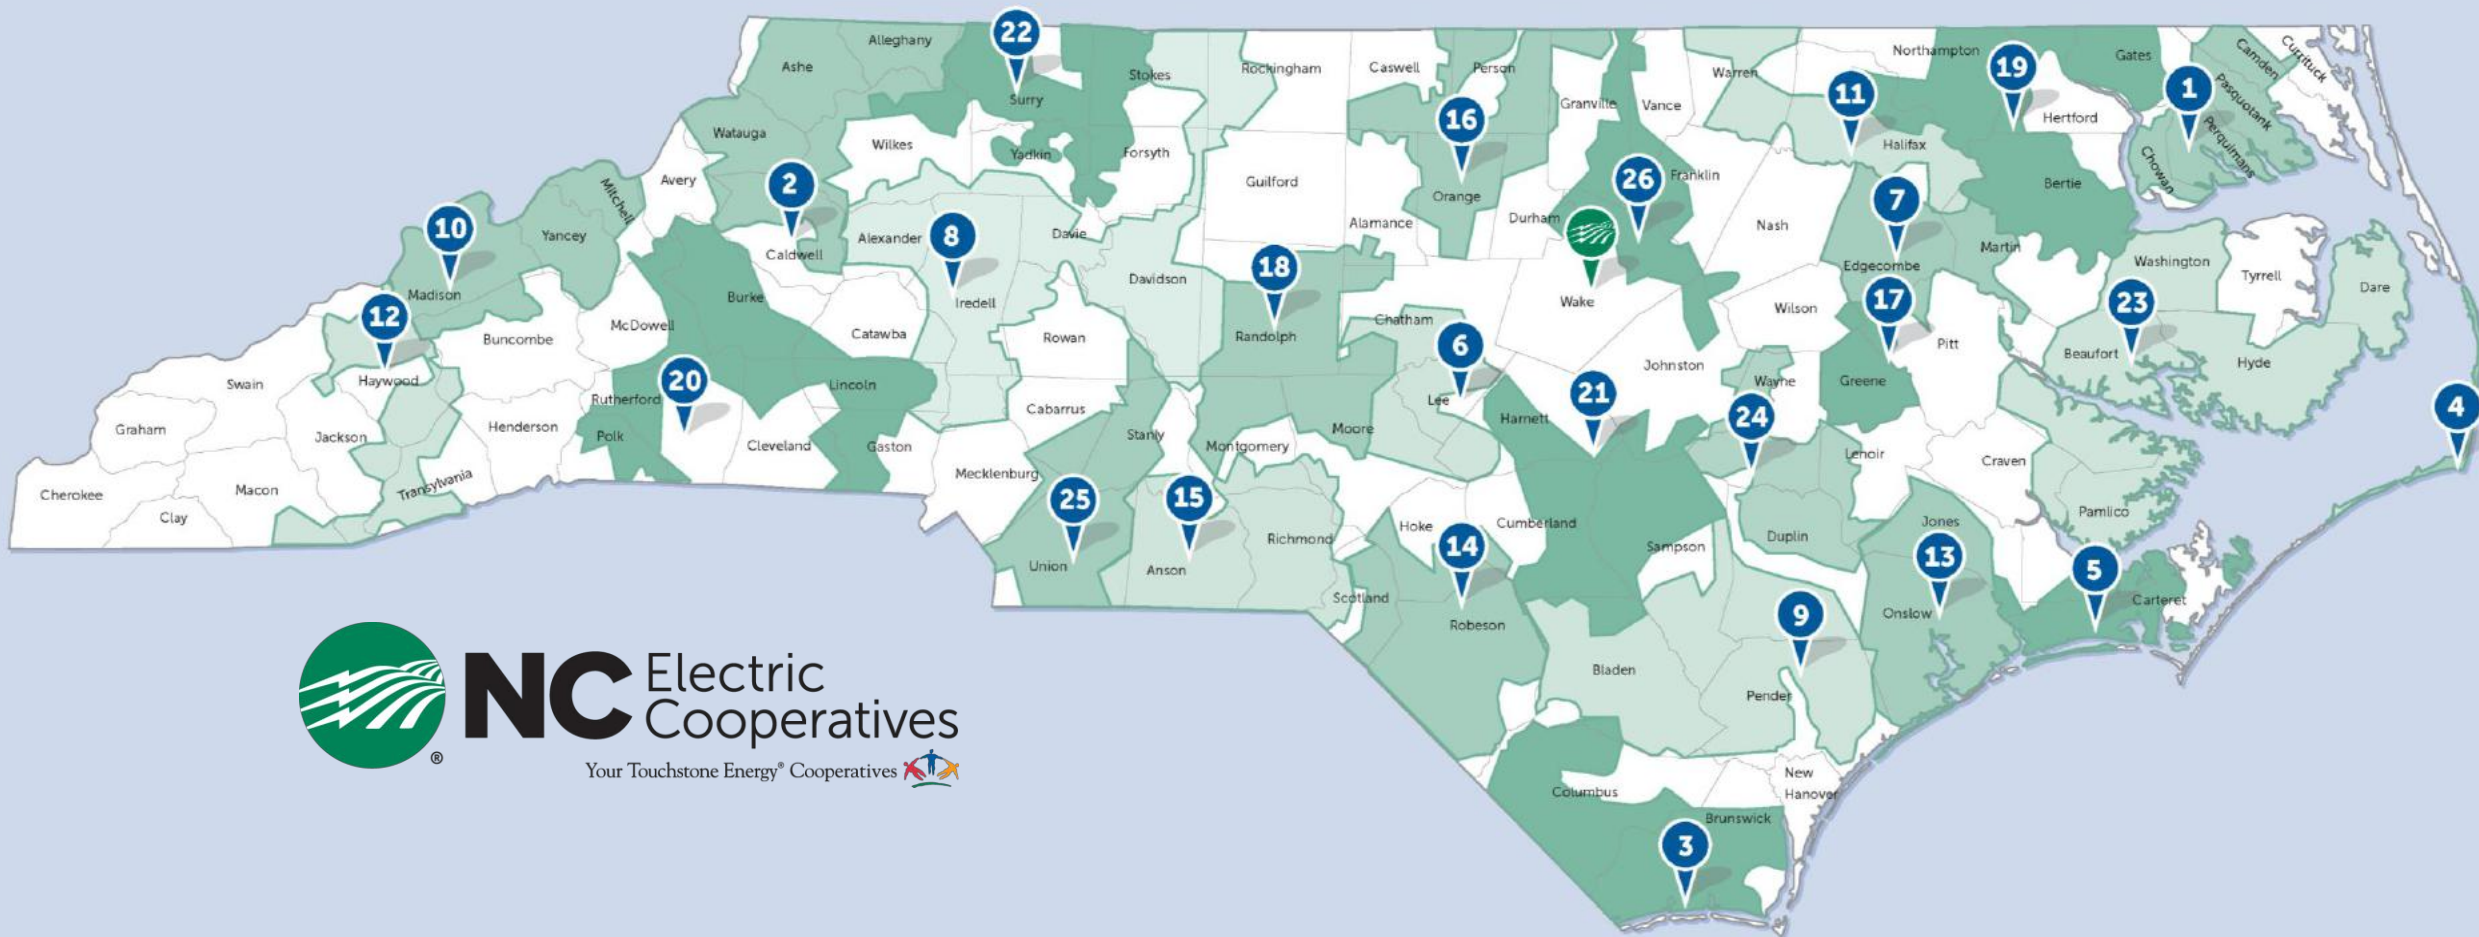 22
Alleghany
Ashe
Surry
Stokes
Rockingham
Caswell
Person
Granville
Vance
Warren
Northampton
19
Gates
Camden
Currituck
Pasquotank
Perquimans
Chowan
1
Hertford
11
Halifax
Bertie
Watauga
Wilkes
Yadkin
Forsyth
Guilford
16
Orange
Alamance
Durham
26
Franklin
Nash
7
Edgecombe
Martin
Washington
Tyrrell
Dare
Mitchell
Avery
2
Caldwell
Alexander
8
Iredell
Davie
Davidson
18
Randolph
Chatham
Wake
Wilson
17
Pitt
23
Beaufort
Hyde
10
Madison
Yancey
12
Haywood
Buncombe
McDowell
Burke
Catawba
Rowan
6
Lee
21
Johnston
Wayne
24
Greene
4
Swain
Graham
Jackson
Henderson
Rutherford
20
Polk
Lincoln
Cleveland
Gaston
Cabarrus
Stanly
Montgomery
Moore
Harnett
Lenoir
Craven
Pamlico
Cherokee
Clay
Macon
Transylvania
Mecklenburg
25
Union
15
Anson
Richmond
Hoke
14
Cumberland
Sampson
Duplin
Jones
13
Onslow
5
Carteret
Scotland
Robeson
Bladen
9
Pender
New
Hanover
Columbus
Brunswick
3
NC Electric
Cooperatives
®
Your Touchstone Energy® Cooperatives